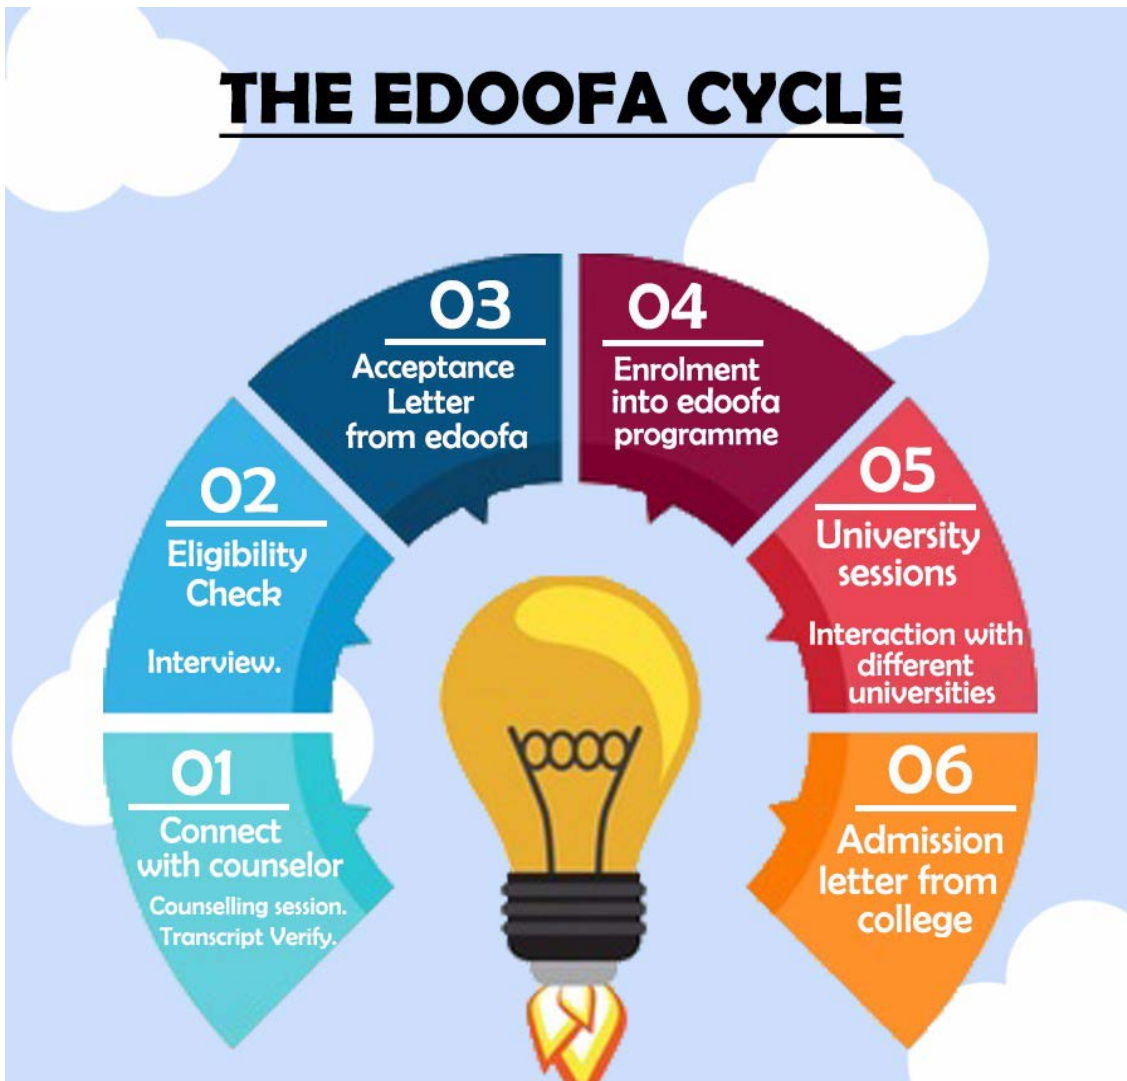 THE EDOOFA CYCLE
01
Connect
with counselor
Counselling session.
Transcript Verify.
02
Eligibility
Check
Interview.
03
Acceptance
Letter
from edoofa
04
Enrolment
into edoofa
programme
05
University
sessions
Interaction with
different
universities
06
Admission
letter from
college